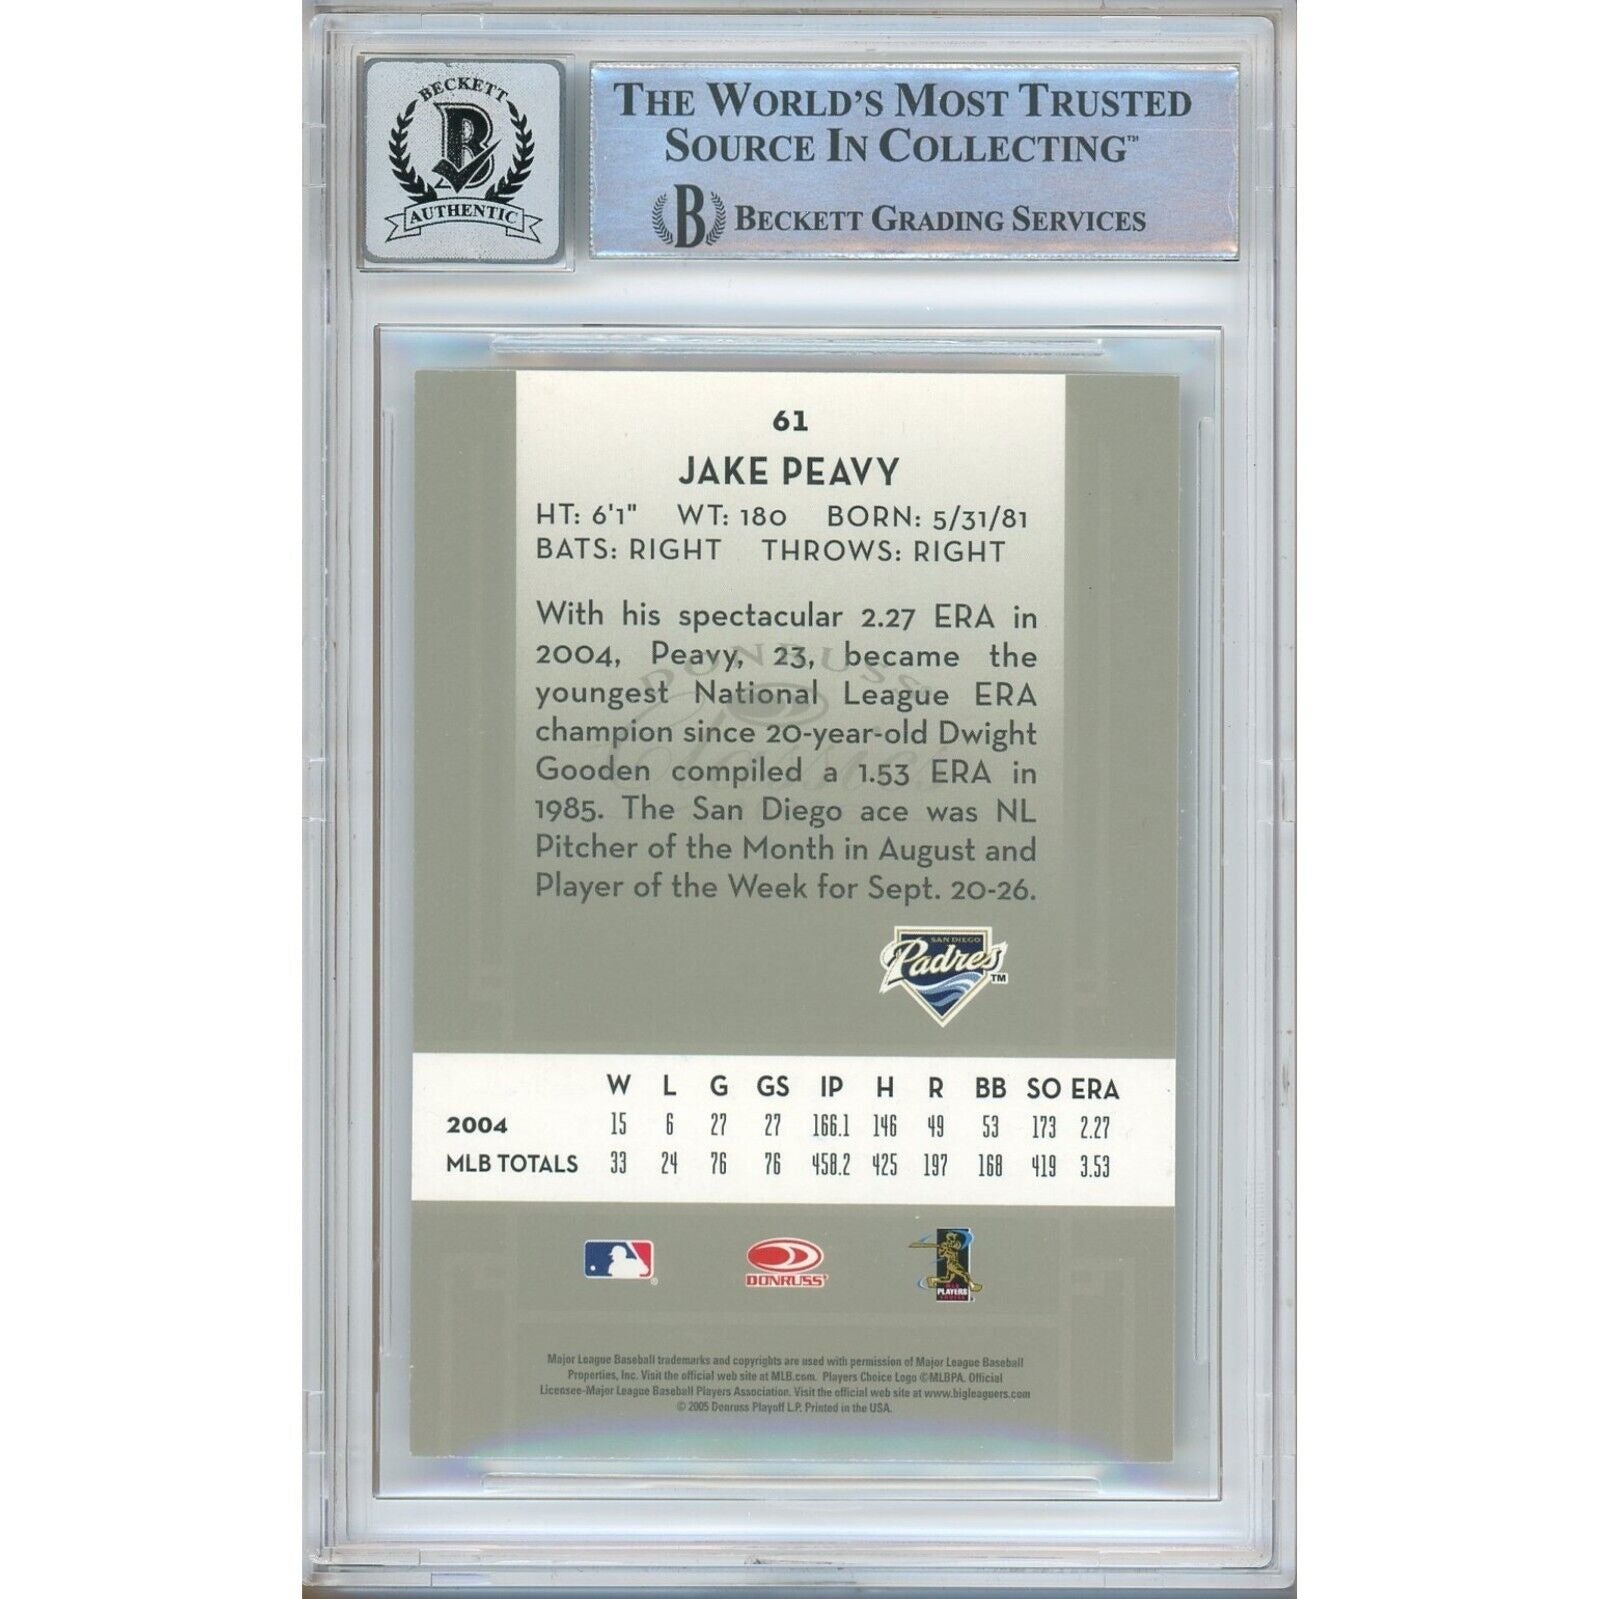 BECKETT
B
AUTHENTIC
THE WORLD'S MOST TRUSTED
SOURCE IN COLLECTING™
B BECKETT GRADING SERVICES
61
JAKE PEAVY
HT: 6'1" WT: 180 BORN: 5/31/81
BATS: RIGHT THROWS: RIGHT
With his spectacular 2.27 ERA in
2004, Peavy, 23, became the
youngest National League ERA
champion since 20-year-old Dwight
Gooden compiled a 1.53 ERA in
1985. The San Diego ace was NL
Pitcher of the Month in August and
Player of the Week for Sept. 20-26.
DONRUSS
Classics
SAN DIEGO
Padres
TM
W L G GS IP H R BB SO ERA
2004 15 6 27 27 166.1 146 49 53 173 2.27
MLB TOTALS 33 24 76 76 458.2 425 197 168 419 3.53
DONRUSS
PLAYERS
CHOICE
Major League Baseball trademarks and copyrights are used with permission of Major League Baseball
Properties, Inc. Visit the official web site at MLB.com. Players Choice Logo ©MLBPA. Official
Licensee-Major League Baseball Players Association. Visit the official web site at www.bigleaguers.com
© 2005 Donruss Playoff L.P. Printed in the USA.